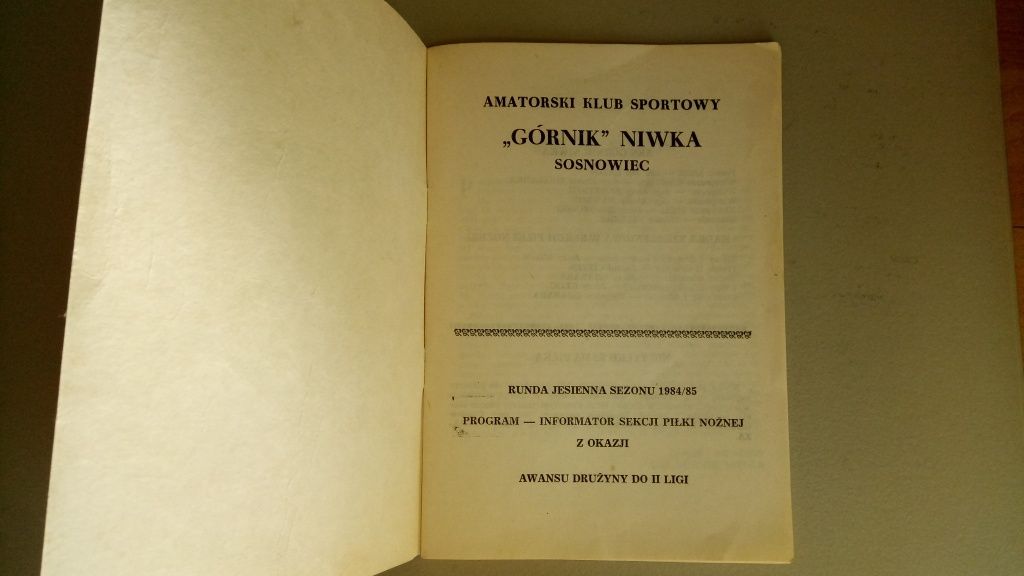 AMATORSKI KLUB SPORTOWY
„GÓRNIK” NIWKA
SOSNOWIEC
RUNDA JESIENNA SEZONU 1984/85
PROGRAM — INFORMATOR SEKCJI PIŁKI NOŻNEJ
Z OKAZJI
AWANSU DRUŻYNY DO II LIGI